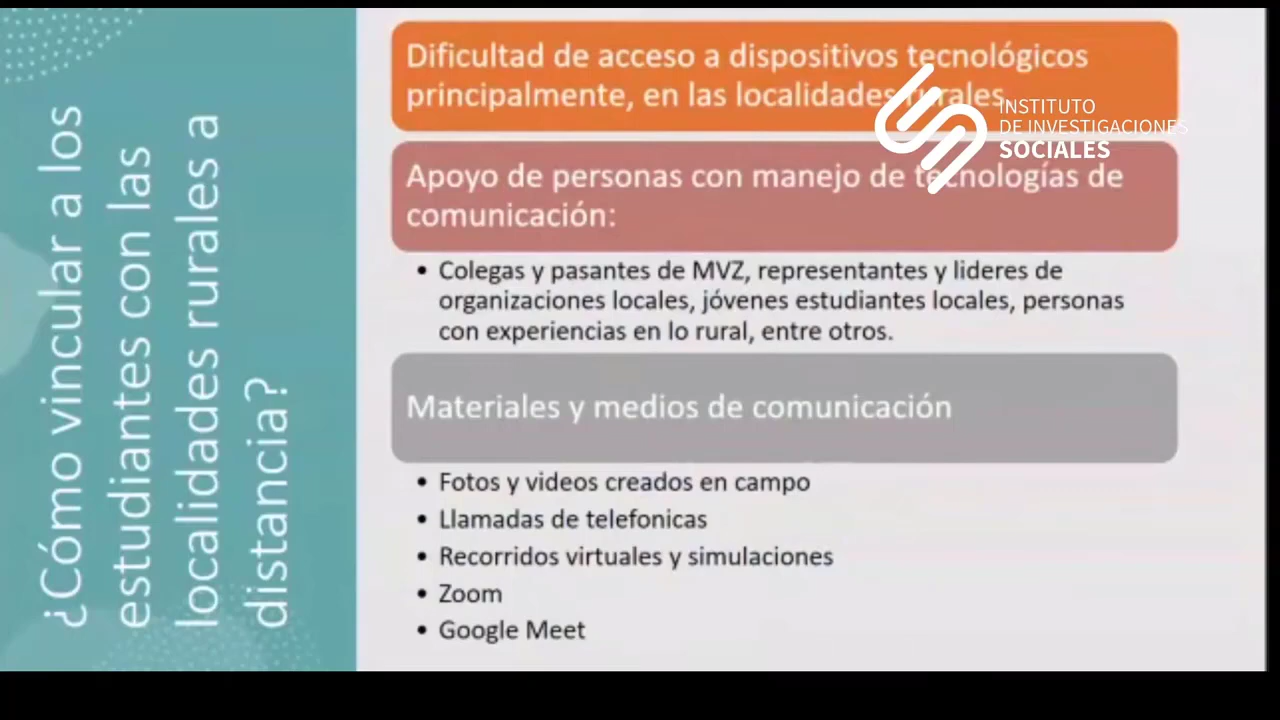 ¿Cómo vincular a los
estudiantes con las
localidades rurales a
distancia?
Dificultad de acceso a dispositivos tecnológicos
principalmente, en las localidades rurales
INSTITUTO
DE INVESTIGACIONES
SOCIALES
Apoyo de personas con manejo de tecnologías de
comunicación:
• Colegas y pasantes de MVZ, representantes y lideres de
organizaciones locales, jóvenes estudiantes locales, personas
con experiencias en lo rural, entre otros.
Materiales y medios de comunicación
• Fotos y videos creados en campo
• Llamadas de telefonicas
• Recorridos virtuales y simulaciones
• Zoom
• Google Meet